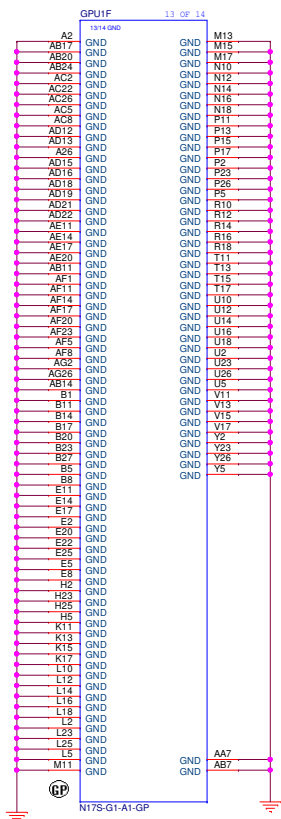 GPU1F 13 OF 14
13/14 GND
A2 GND GND M13
AB17 GND GND M15
AB20 GND GND M17
AB24 GND GND N10
AC2 GND GND N12
AC22 GND GND N14
AC26 GND GND N16
AC5 GND GND N18
AC8 GND GND P11
AD12 GND GND P13
AD13 GND GND P15
A26 GND GND P17
AD15 GND GND P2
AD16 GND GND P23
AD18 GND GND P26
AD19 GND GND P5
AD21 GND GND R10
AD22 GND GND R12
AE11 GND GND R14
AE14 GND GND R16
AE17 GND GND R18
AE20 GND GND T11
AB11 GND GND T13
AF1 GND GND T15
AF11 GND GND T17
AF14 GND GND U10
AF17 GND GND U12
AF20 GND GND U14
AF23 GND GND U16
AF5 GND GND U18
AF8 GND GND U2
AG2 GND GND U23
AG26 GND GND U26
AB14 GND GND U5
B1 GND GND V11
B11 GND GND V13
B14 GND GND V15
B17 GND GND V17
B20 GND GND Y2
B23 GND GND Y23
B27 GND GND Y26
B5 GND GND Y5
B8 GND
E11 GND
E14 GND
E17 GND
E2 GND
E20 GND
E22 GND
E25 GND
E5 GND
E8 GND
H2 GND
H23 GND
H25 GND
H5 GND
K11 GND
K13 GND
K15 GND
K17 GND
L10 GND
L12 GND
L14 GND
L16 GND
L18 GND
L2 GND
L23 GND
L25 GND
L5 GND GND AA7
M11 GND GND AB7
GP
N17S-G1-A1-GP